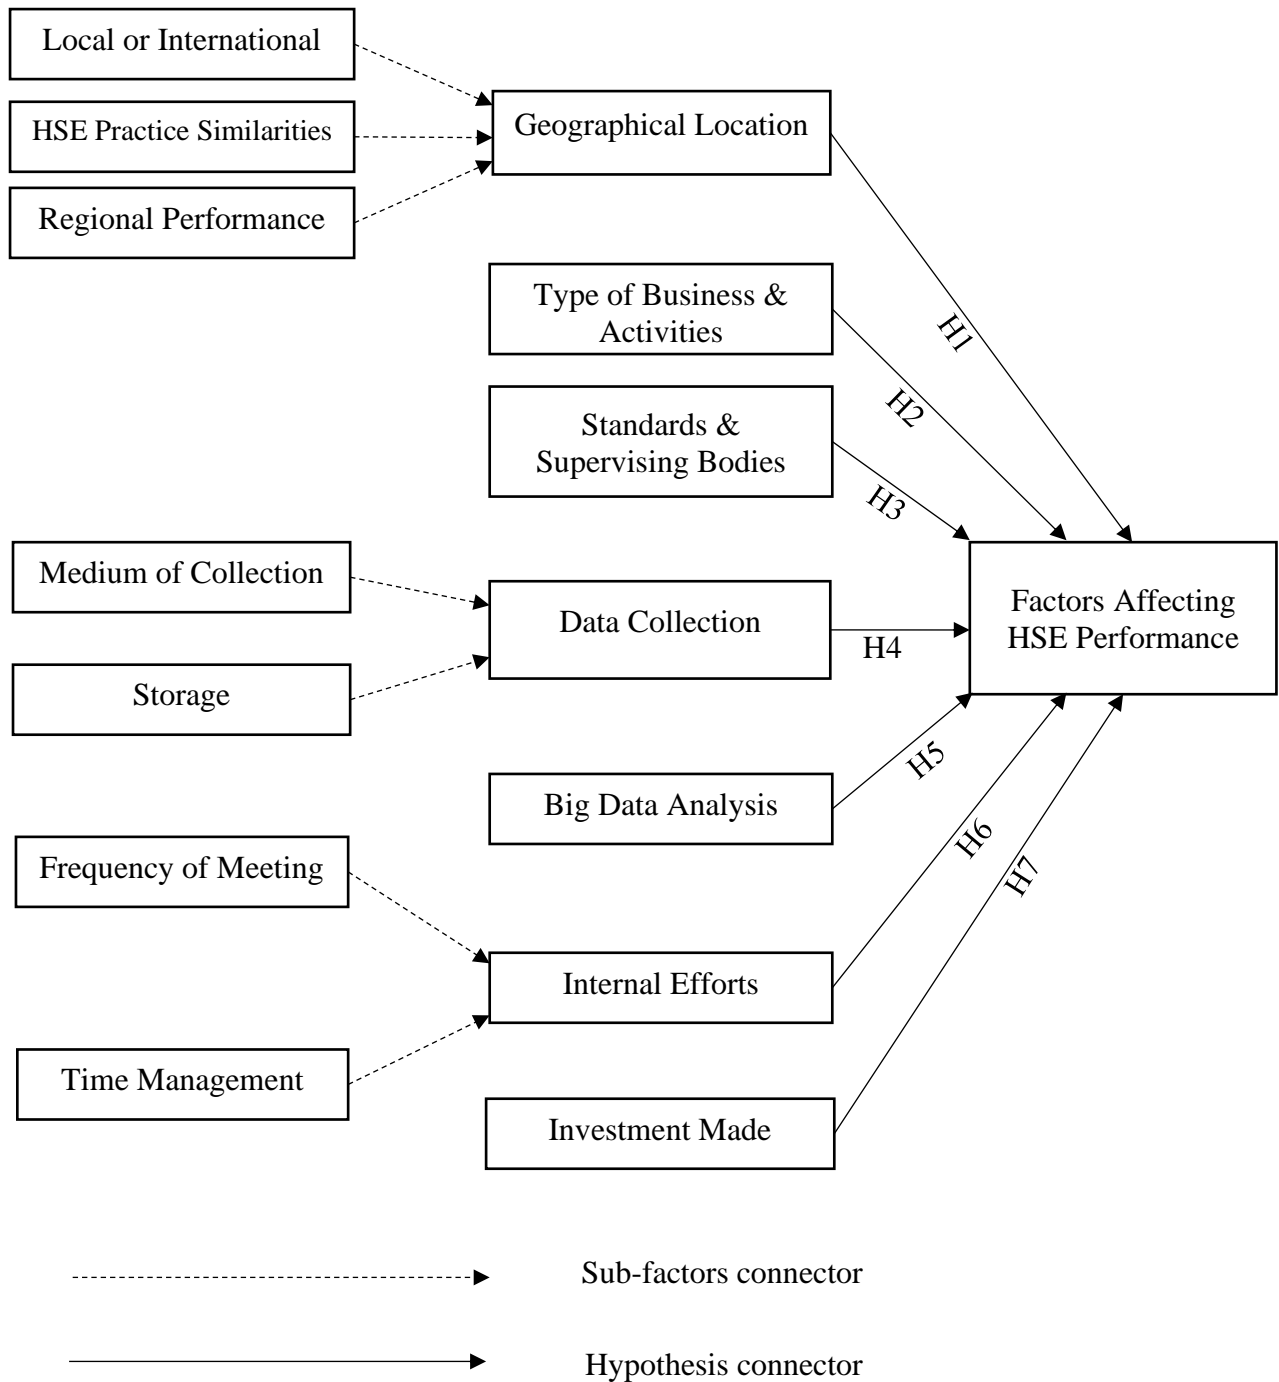 Local or International
HSE Practice Similarities
Regional Performance
Geographical Location
Type of Business &
Activities
Standards &
Supervising Bodies
Medium of Collection
Storage
Data Collection
Big Data Analysis
Frequency of Meeting
Time Management
Internal Efforts
Investment Made
H1
H2
H3
H4
H5
H6
H7
Factors Affecting
HSE Performance
Sub-factors connector
Hypothesis connector